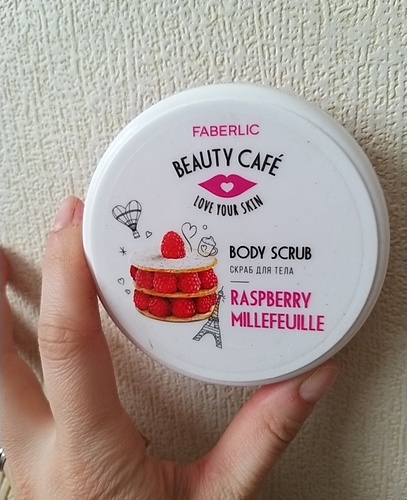 FABERLIC
BEAUTY CAFÉ
LOVE YOUR SKIN
BODY SCRUB
СКРАБ ДЛЯ ТЕЛА
RASPBERRY
MILLEFEUILLE